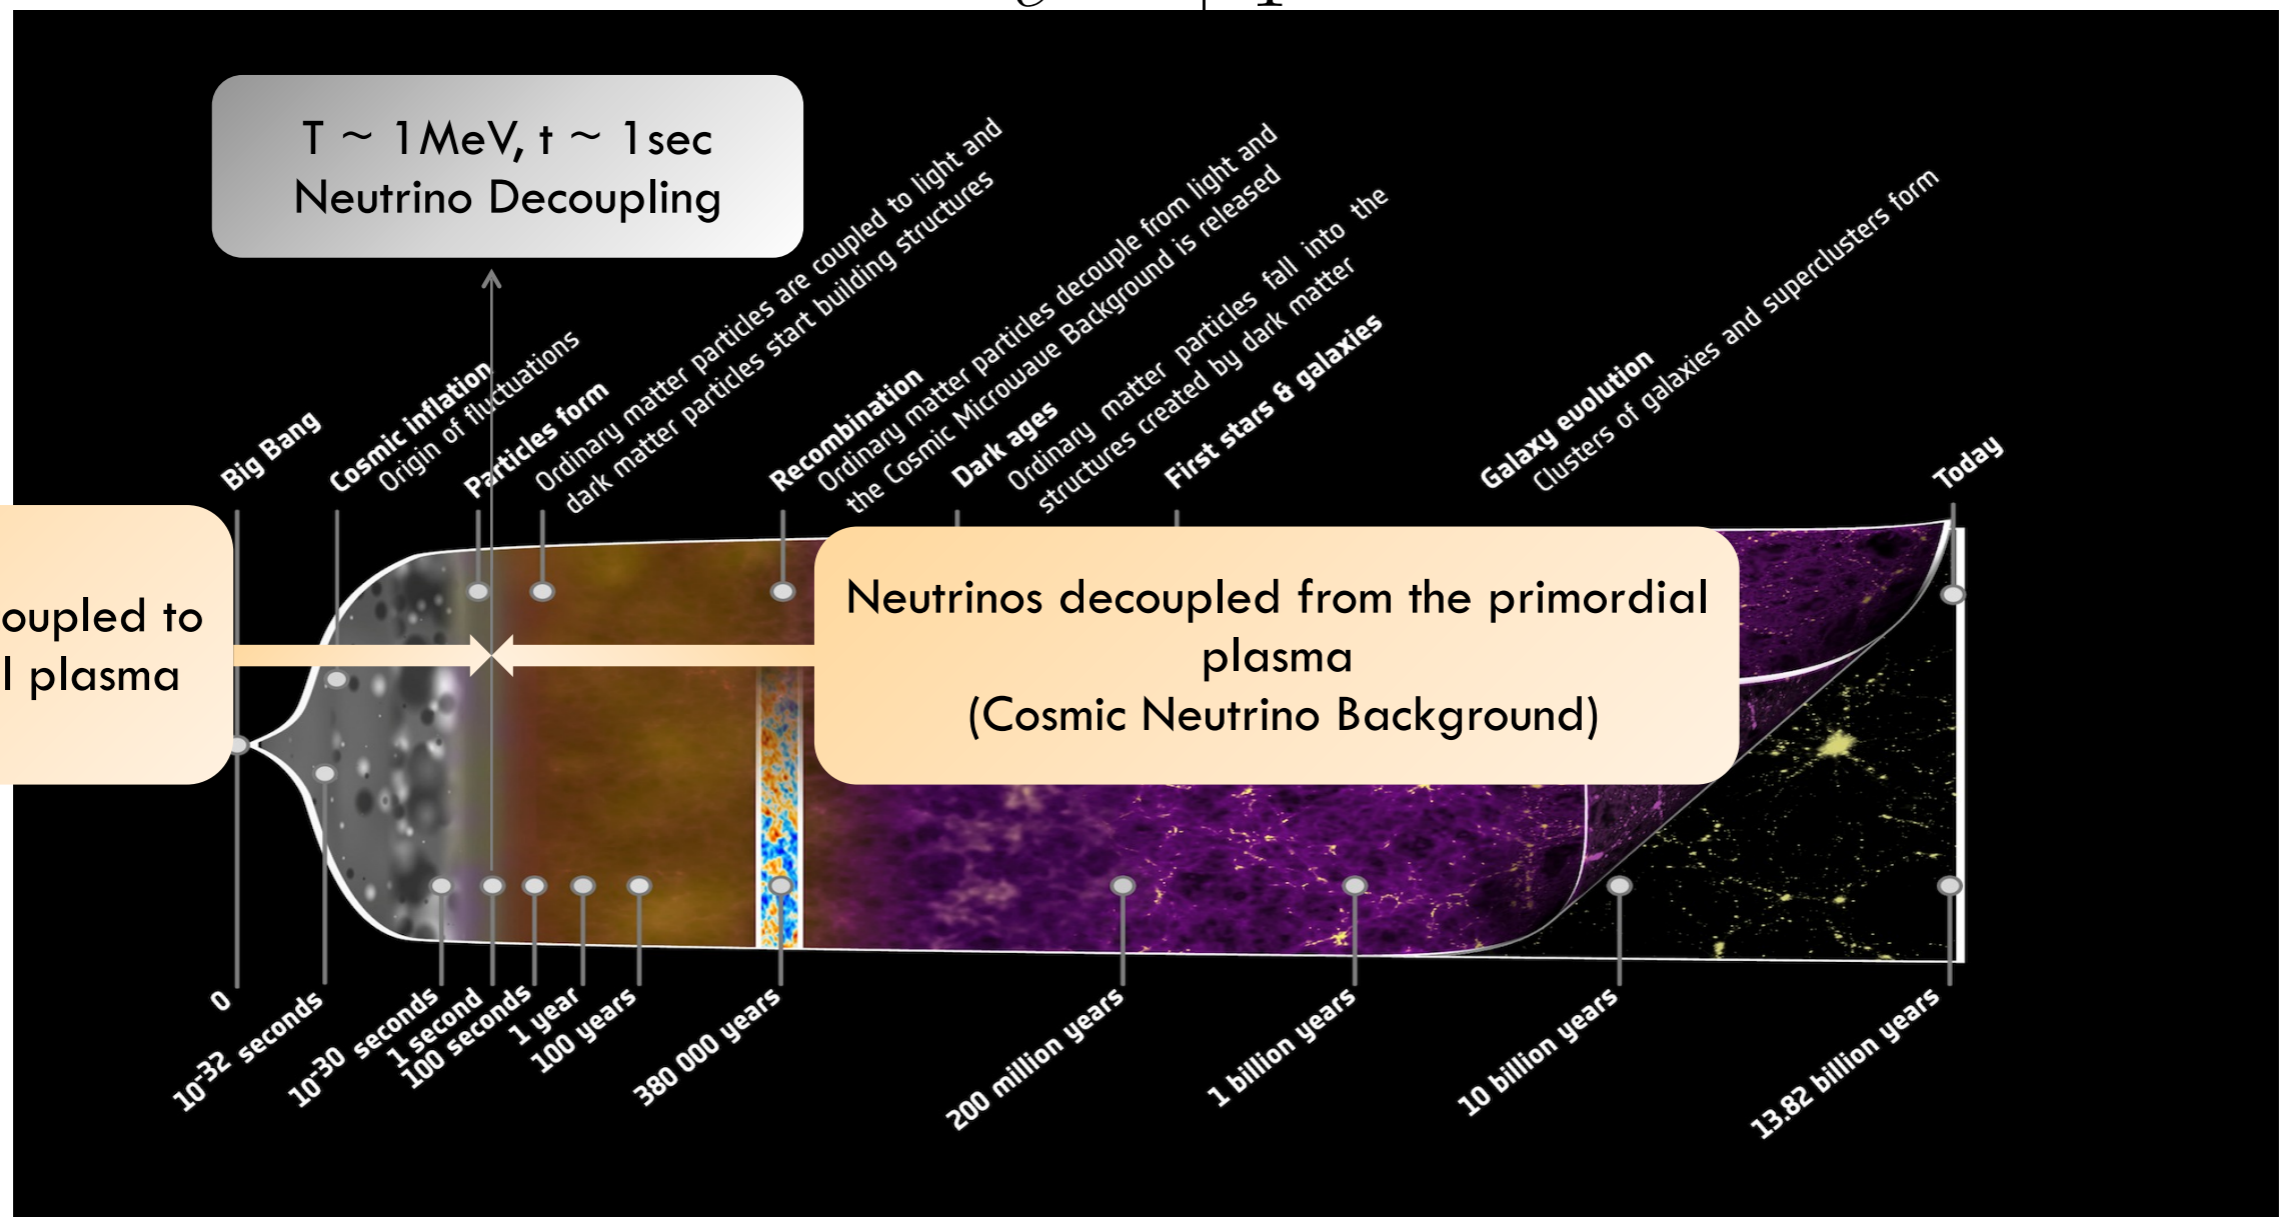 T ~ 1MeV, t ~ 1sec
Neutrino Decoupling
Big Bang
Cosmic inflation
Origin of fluctuations
Particles form
Ordinary matter particles are coupled to light and
dark matter particles start building structures
Recombination
Ordinary matter particles decouple from light and
the Cosmic Microwave Background is released
Dark ages
Ordinary matter particles fall into the
structures created by dark matter
First stars & galaxies
Galaxy evolution
Clusters of galaxies and superclusters form
Today
oupled to
l plasma
Neutrinos decoupled from the primordial
plasma
(Cosmic Neutrino Background)
0
10-32 seconds
10-30 seconds
1 second
100 seconds
1 year
100 years
380 000 years
200 million years
1 billion years
10 billion years
13.82 billion years